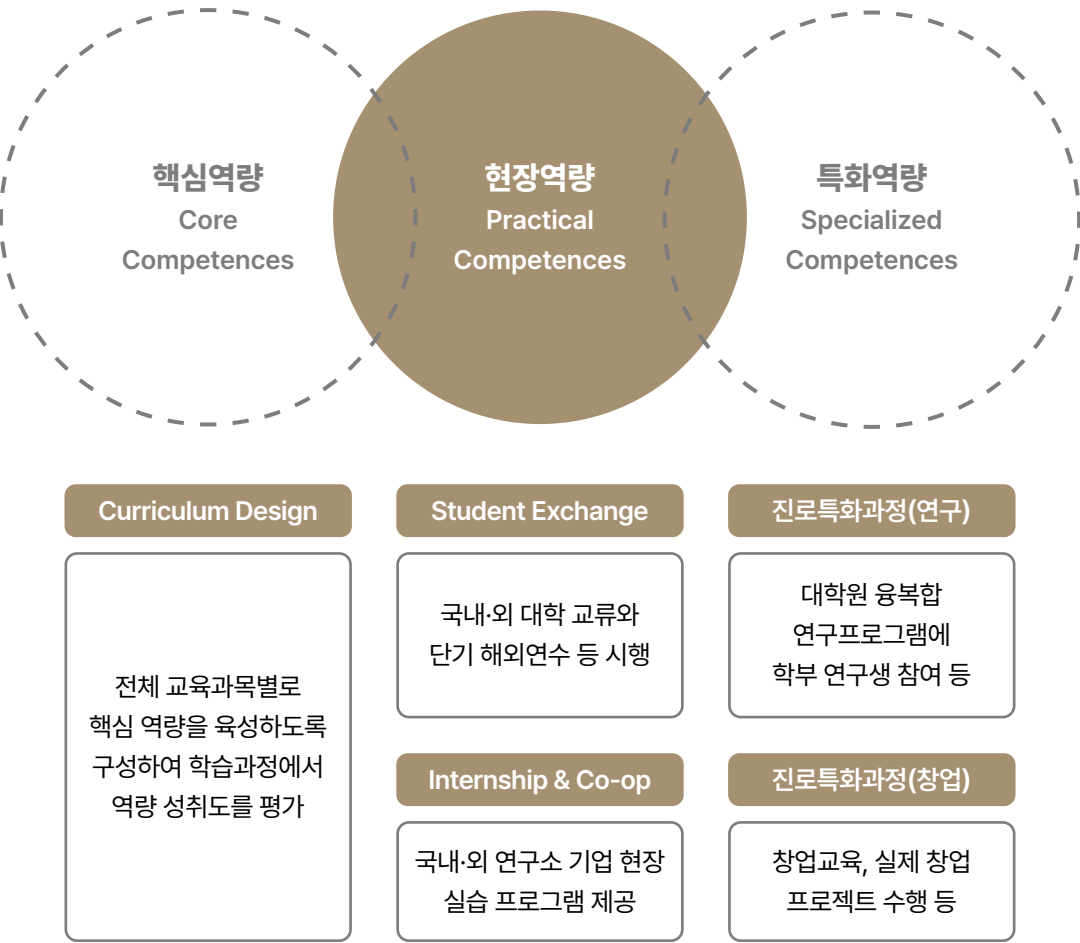 핵심역량
Core
Competences
현장역량
Practical
Competences
특화역량
Specialized
Competences
Curriculum Design
전체 교육과목별로
핵심 역량을 육성하도록
구성하여 학습과정에서
역량 성취도를 평가
Student Exchange
국내·외 대학 교류와
단기 해외연수 등 시행
Internship & Co-op
국내·외 연구소 기업 현장
실습 프로그램 제공
진로특화과정(연구)
대학원 융복합
연구프로그램에
학부 연구생 참여 등
진로특화과정(창업)
창업교육, 실제 창업
프로젝트 수행 등